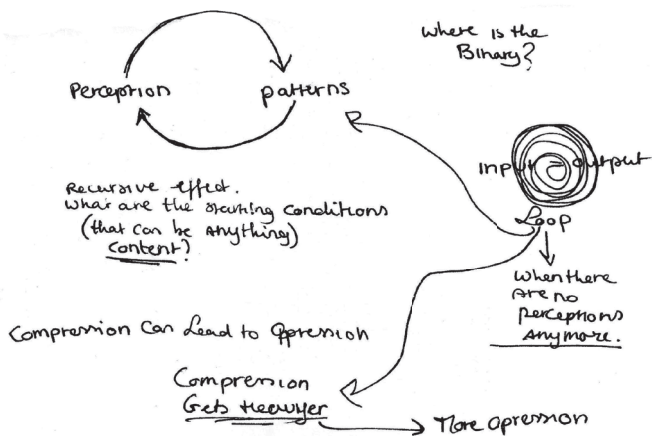 Where is the
Binary?
Perception
patterns
Input = output
Loop
Recursive effect.
What are the starting conditions
(that can be anything)
content?
When there
are no
perceptions
anymore.
Compression can Lead to Opression
Compression
Gets
More opression